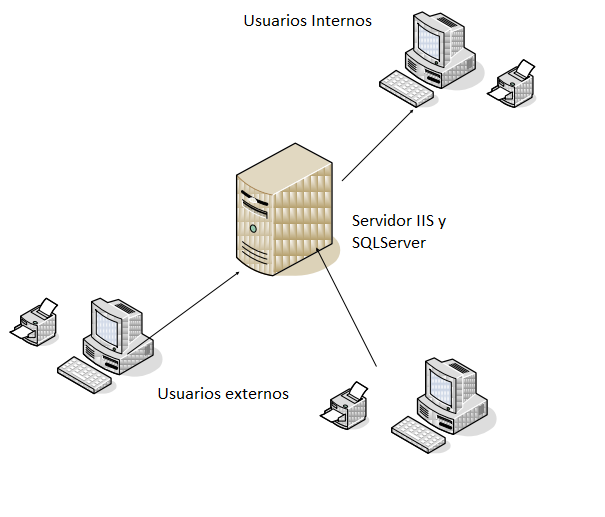 Usuarios Internos
Servidor IIS y
SQLServer
Usuarios externos